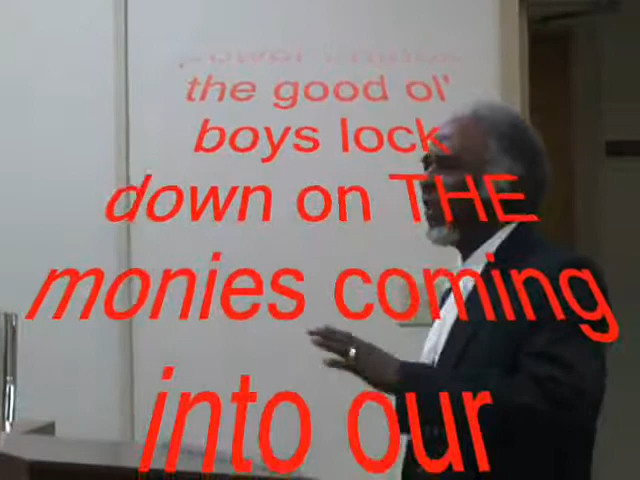 the good ol'
boys lock
down on THE
monies coming
into our